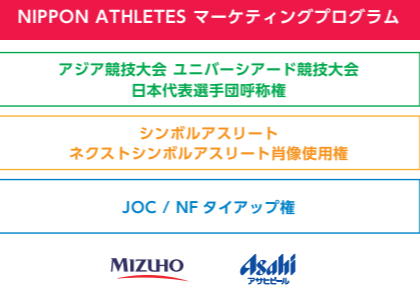 NIPPON ATHLETES マーケティングプログラム
アジア競技大会 ユニバーシアード競技大会
日本代表選手団呼称権
シンボルアスリート
ネクストシンボルアスリート肖像使用権
JOC / NF タイアップ権
MIZUHO
Asahi
アサヒビール